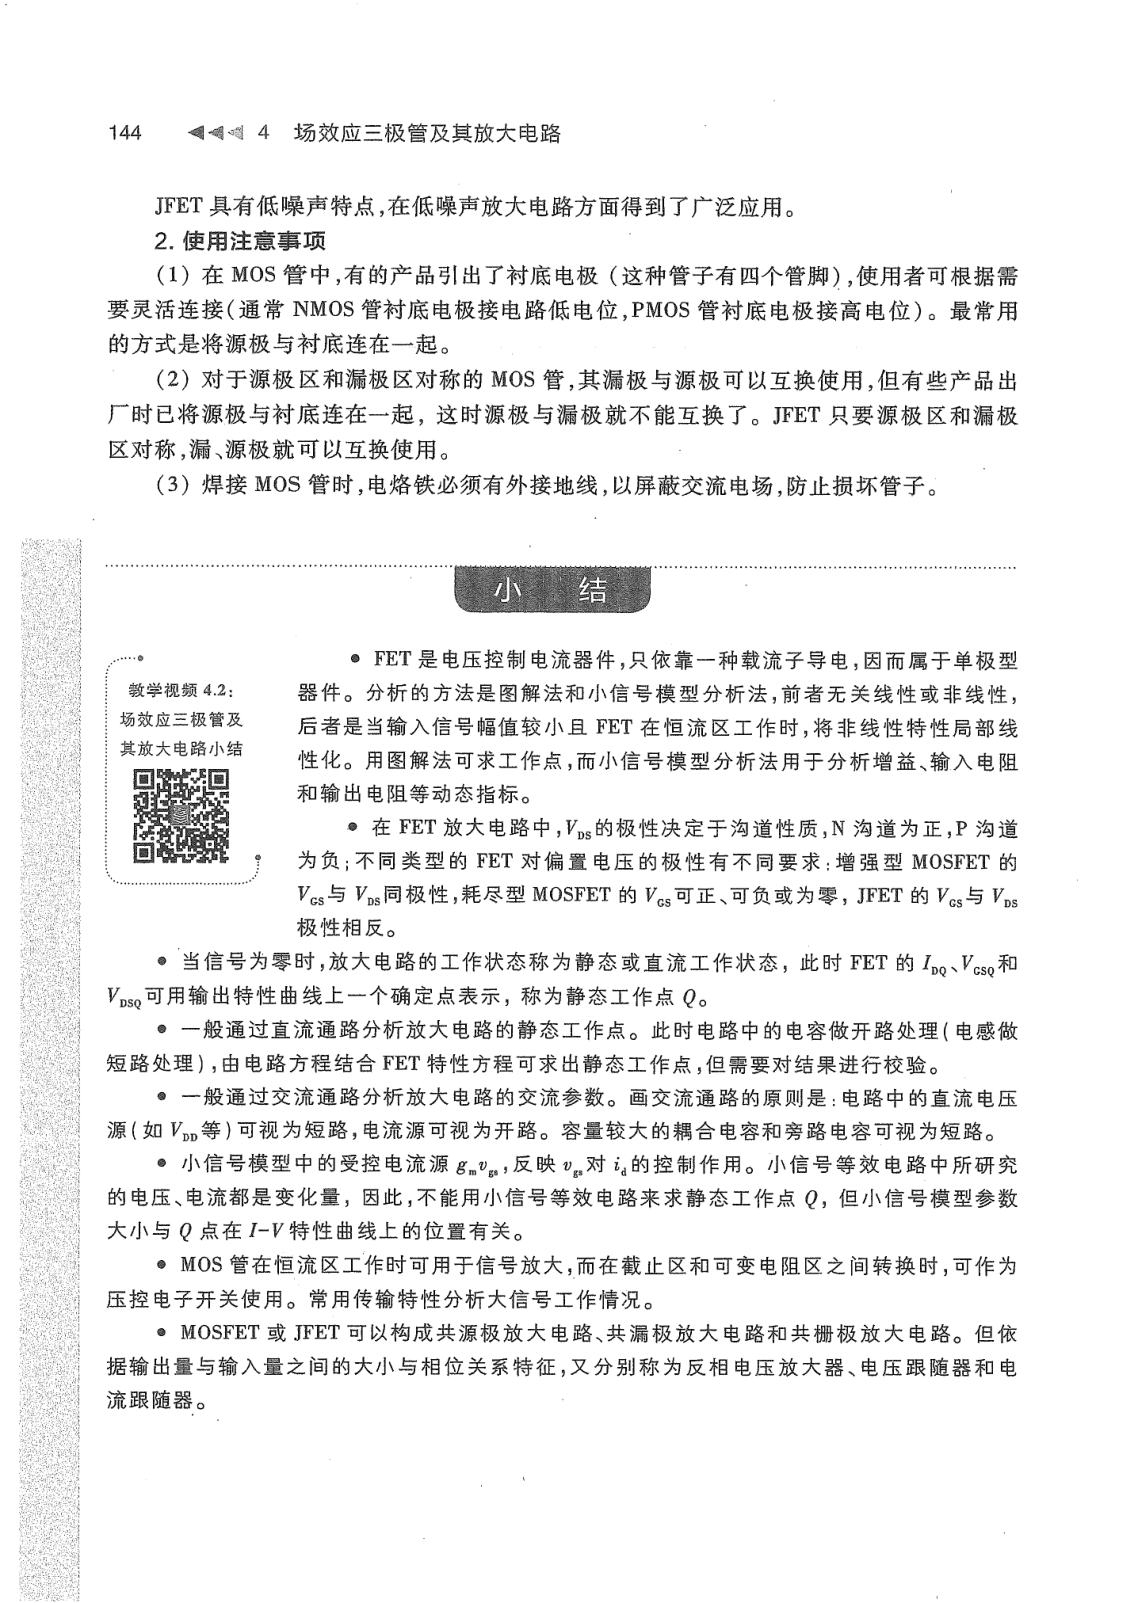 144 4 场效应三极管及其放大电路
JFET 具有低噪声特点,在低噪声放大电路方面得到了广泛应用。
2. 使用注意事项
(1) 在 MOS 管中,有的产品引出了衬底电极 (这种管子有四个管脚),使用者可根据需
要灵活连接(通常 NMOS 管衬底电极接电路低电位,PMOS 管衬底电极接高电位)。最常用
的方式是将源极与衬底连在一起。
(2) 对于源极区和漏极区对称的 MOS 管,其漏极与源极可以互换使用,但有些产品出
厂时已将源极与衬底连在一起, 这时源极与漏极就不能互换了。JFET 只要源极区和漏极
区对称,漏、源极就可以互换使用。
(3) 焊接 MOS 管时,电烙铁必须有外接地线,以屏蔽交流电场,防止损坏管子。
小 结
教学视频 4.2:
场效应三极管及
其放大电路小结
● FET 是电压控制电流器件,只依靠一种载流子导电,因而属于单极型
器件。分析的方法是图解法和小信号模型分析法,前者无关线性或非线性,
后者是当输入信号幅值较小且 FET 在恒流区工作时,将非线性特性局部线
性化。用图解法可求工作点,而小信号模型分析法用于分析增益、输入电阻
和输出电阻等动态指标。
● 在 FET 放大电路中,V_DS的极性决定于沟道性质,N 沟道为正,P 沟道
为负;不同类型的 FET 对偏置电压的极性有不同要求:增强型 MOSFET 的
V_GS与 V_DS同极性,耗尽型 MOSFET 的 V_GS可正、可负或为零, JFET 的 V_GS与 V_DS
极性相反。
● 当信号为零时,放大电路的工作状态称为静态或直流工作状态, 此时 FET 的 I_DQ、V_GSQ和
V_DSQ可用输出特性曲线上一个确定点表示, 称为静态工作点 Q。
● 一般通过直流通路分析放大电路的静态工作点。此时电路中的电容做开路处理(电感做
短路处理),由电路方程结合 FET 特性方程可求出静态工作点,但需要对结果进行校验。
● 一般通过交流通路分析放大电路的交流参数。画交流通路的原则是:电路中的直流电压
源(如 V_DD等)可视为短路,电流源可视为开路。容量较大的耦合电容和旁路电容可视为短路。
● 小信号模型中的受控电流源 g_m v_gs,反映 v_gs对 i_d的控制作用。小信号等效电路中所研究
的电压、电流都是变化量, 因此,不能用小信号等效电路来求静态工作点 Q, 但小信号模型参数
大小与 Q 点在 I-V 特性曲线上的位置有关。
● MOS 管在恒流区工作时可用于信号放大,而在截止区和可变电阻区之间转换时,可作为
压控电子开关使用。常用传输特性分析大信号工作情况。
● MOSFET 或 JFET 可以构成共源极放大电路、共漏极放大电路和共栅极放大电路。但依
据输出量与输入量之间的大小与相位关系特征,又分别称为反相电压放大器、电压跟随器和电
流跟随器。